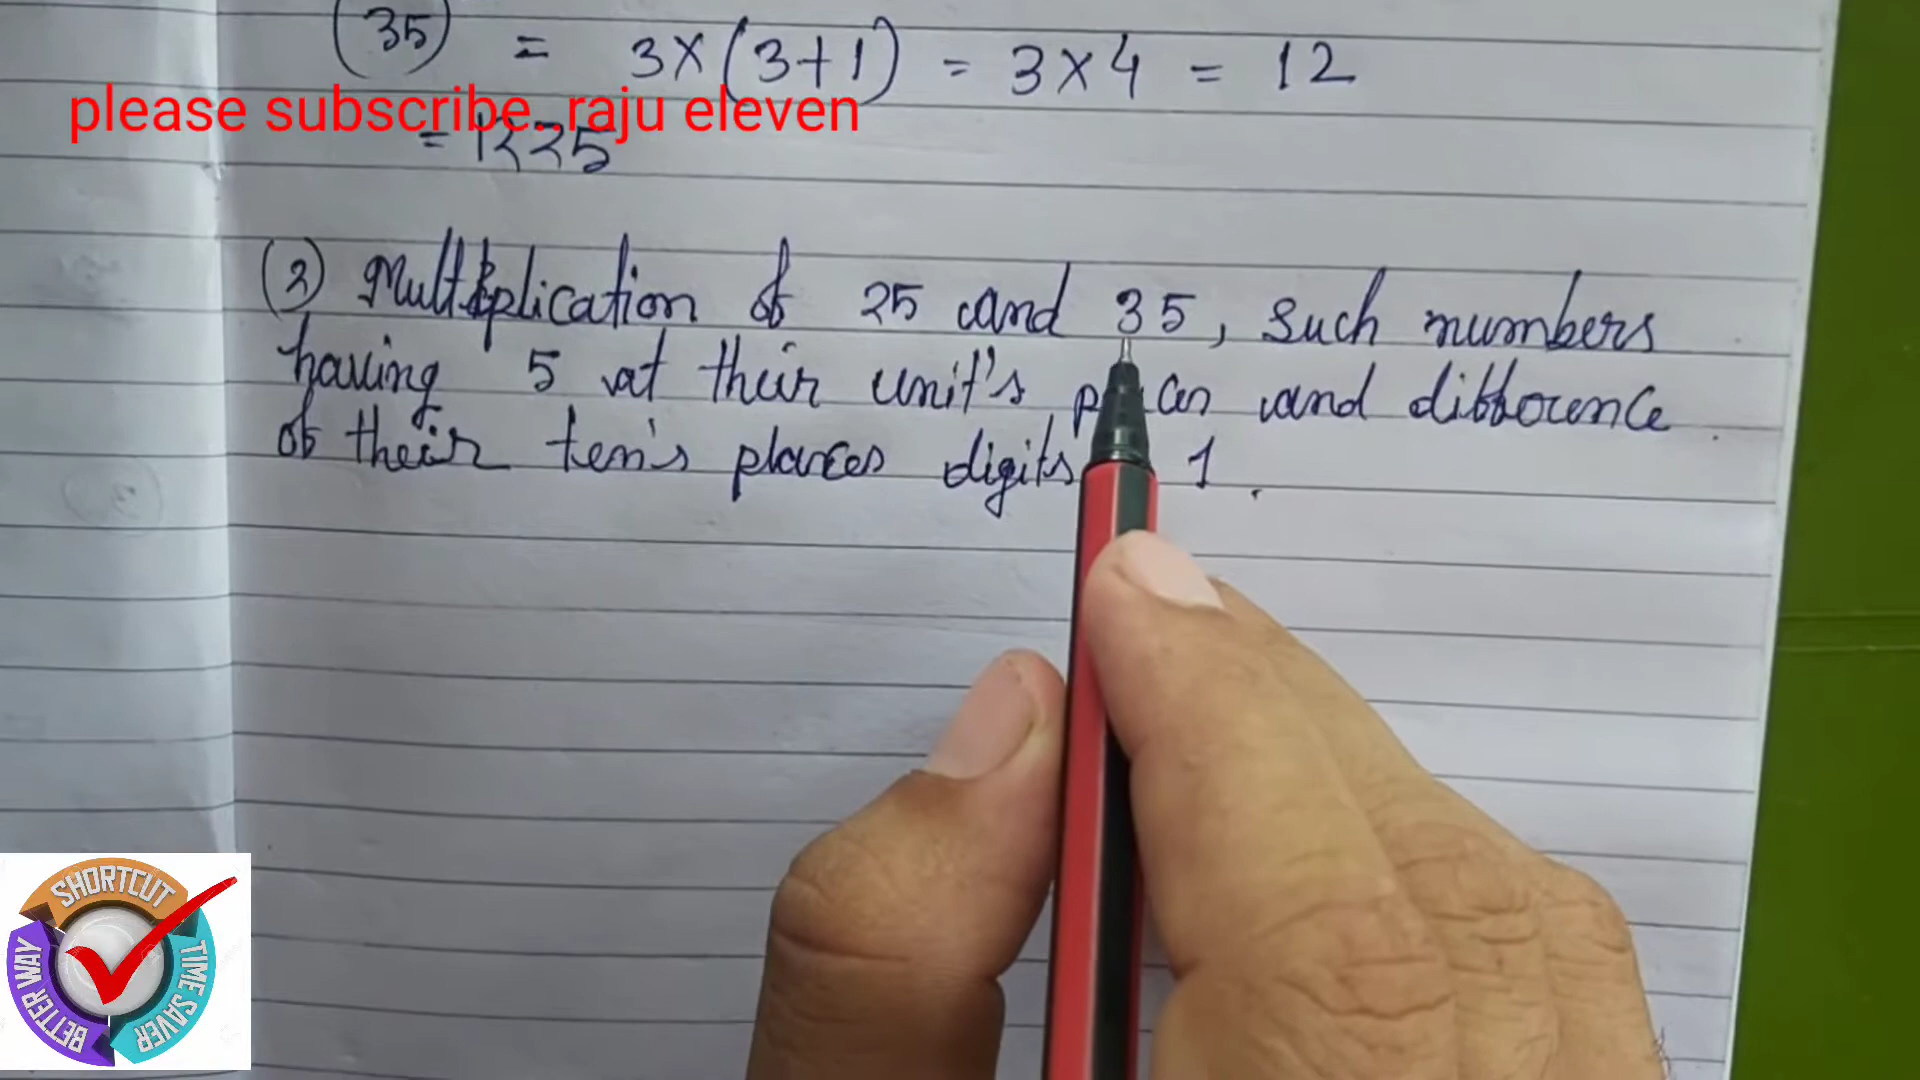 (35) = 3×(3+1) = 3×4 = 12
please subscribe..raju eleven
= 1225
(2) Multiplication of 25 and 35, such numbers
having 5 at their unit's places and difference
of their ten's places digits 1.
SHORTCUT
BETTER WAY
TIME SAVER